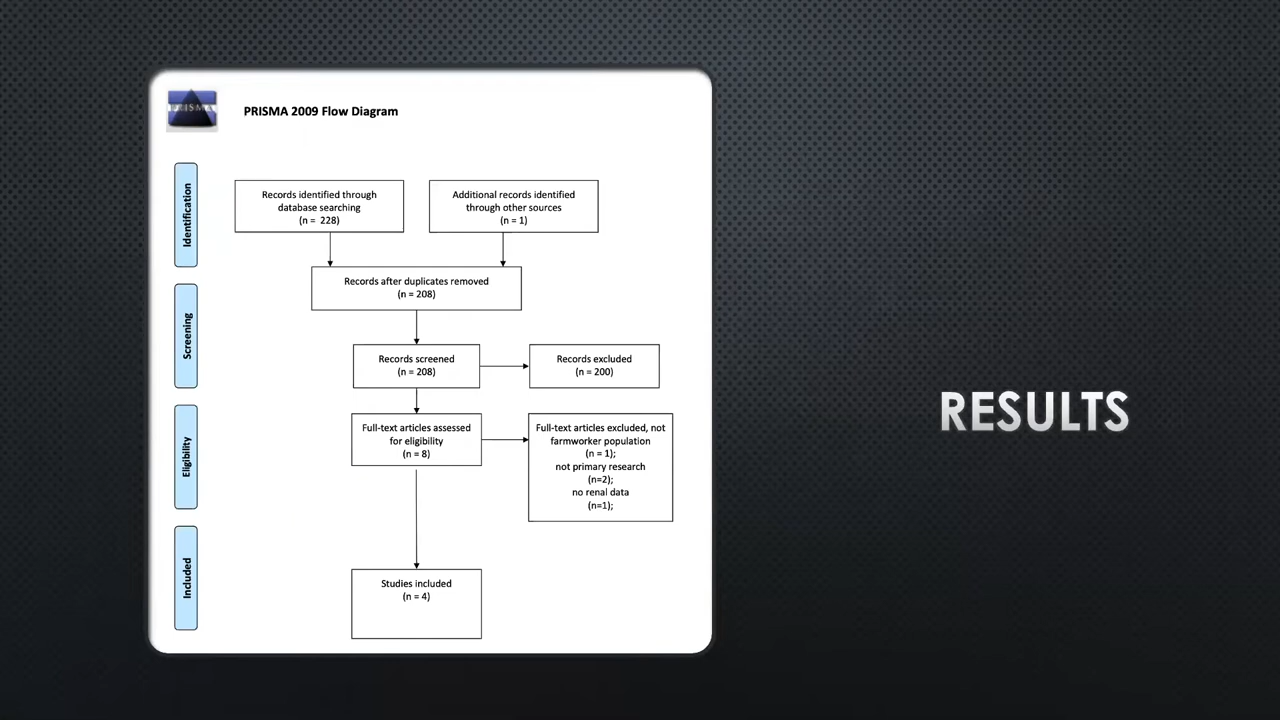 PRISMA
PRISMA 2009 Flow Diagram
Identification
Records identified through
database searching
(n = 228)
Additional records identified
through other sources
(n = 1)
Records after duplicates removed
(n = 208)
Screening
Records screened
(n = 208)
Records excluded
(n = 200)
Eligibility
Full-text articles assessed
for eligibility
(n = 8)
Full-text articles excluded, not
farmworker population
(n = 1);
not primary research
(n=2);
no renal data
(n=1);
Included
Studies included
(n = 4)
RESULTS